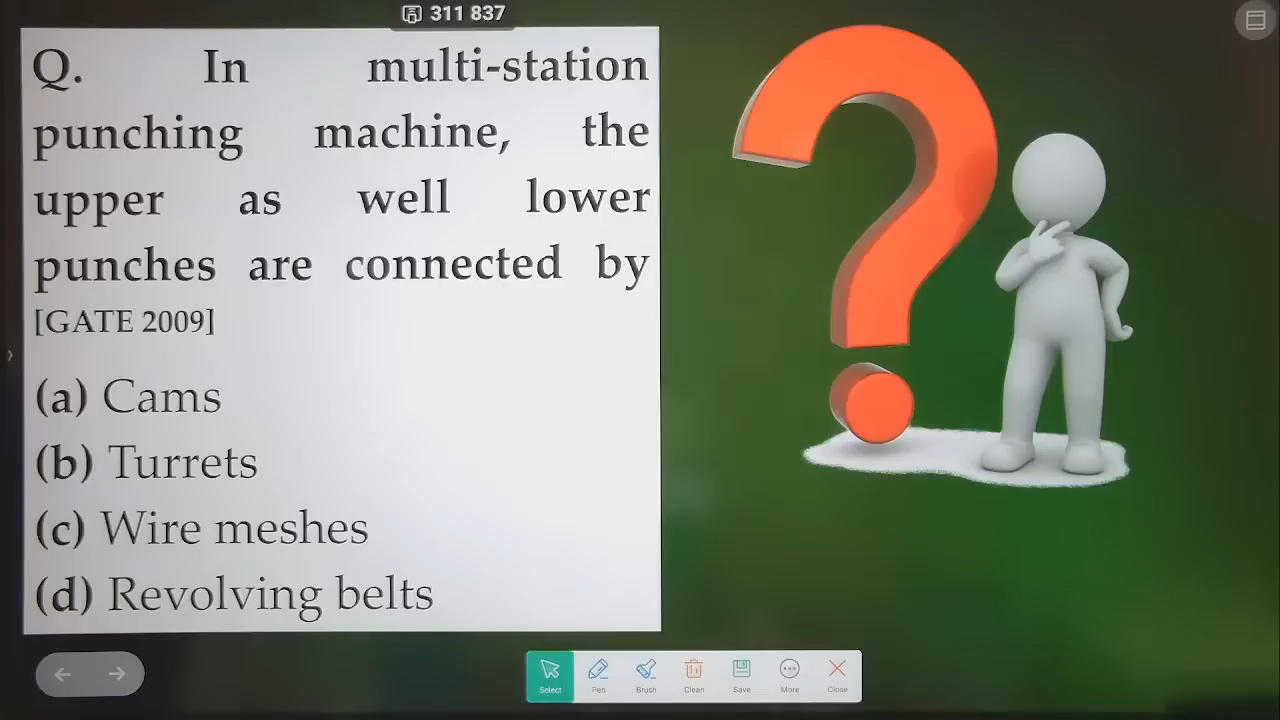 311 837
Q. In multi-station
punching machine, the
upper as well lower
punches are connected by
[GATE 2009]
(a) Cams
(b) Turrets
(c) Wire meshes
(d) Revolving belts
Select Pen Brush Clean Save More Close